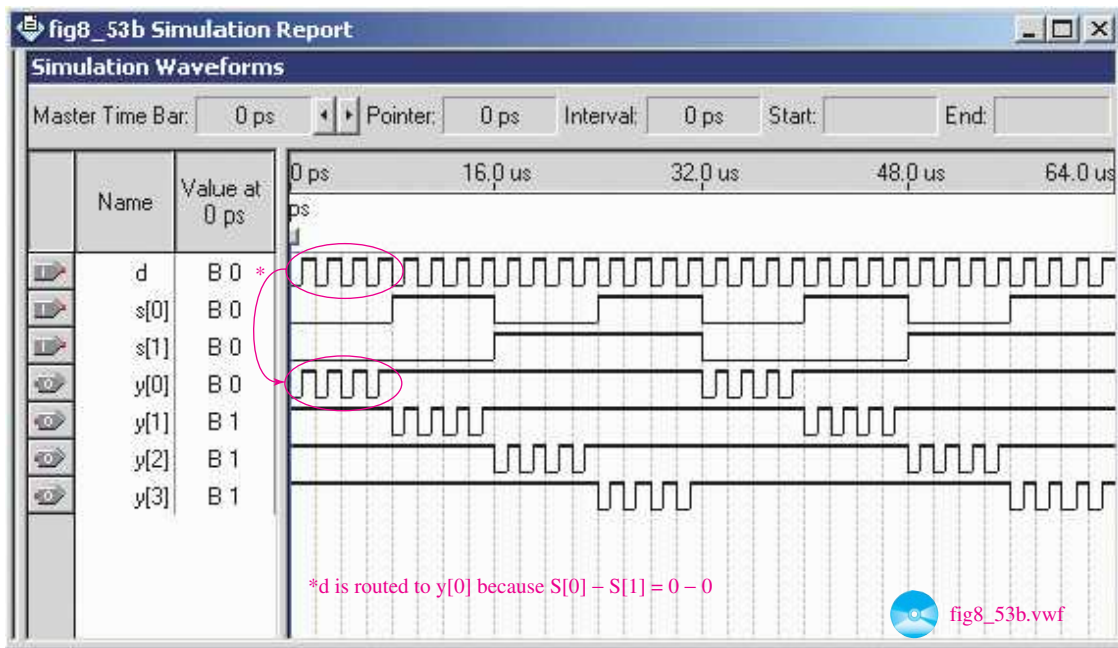 fig8_53b Simulation Report
Simulation Waveforms
Master Time Bar: 0 ps Pointer: 0 ps Interval: 0 ps Start: End:
Name Value at 0 ps 0 ps 16.0 us 32.0 us 48.0 us 64.0 us
ps
d B 0 *
s[0] B 0
s[1] B 0
y[0] B 0
y[1] B 1
y[2] B 1
y[3] B 1
*d is routed to y[0] because S[0] – S[1] = 0 – 0
fig8_53b.vwf